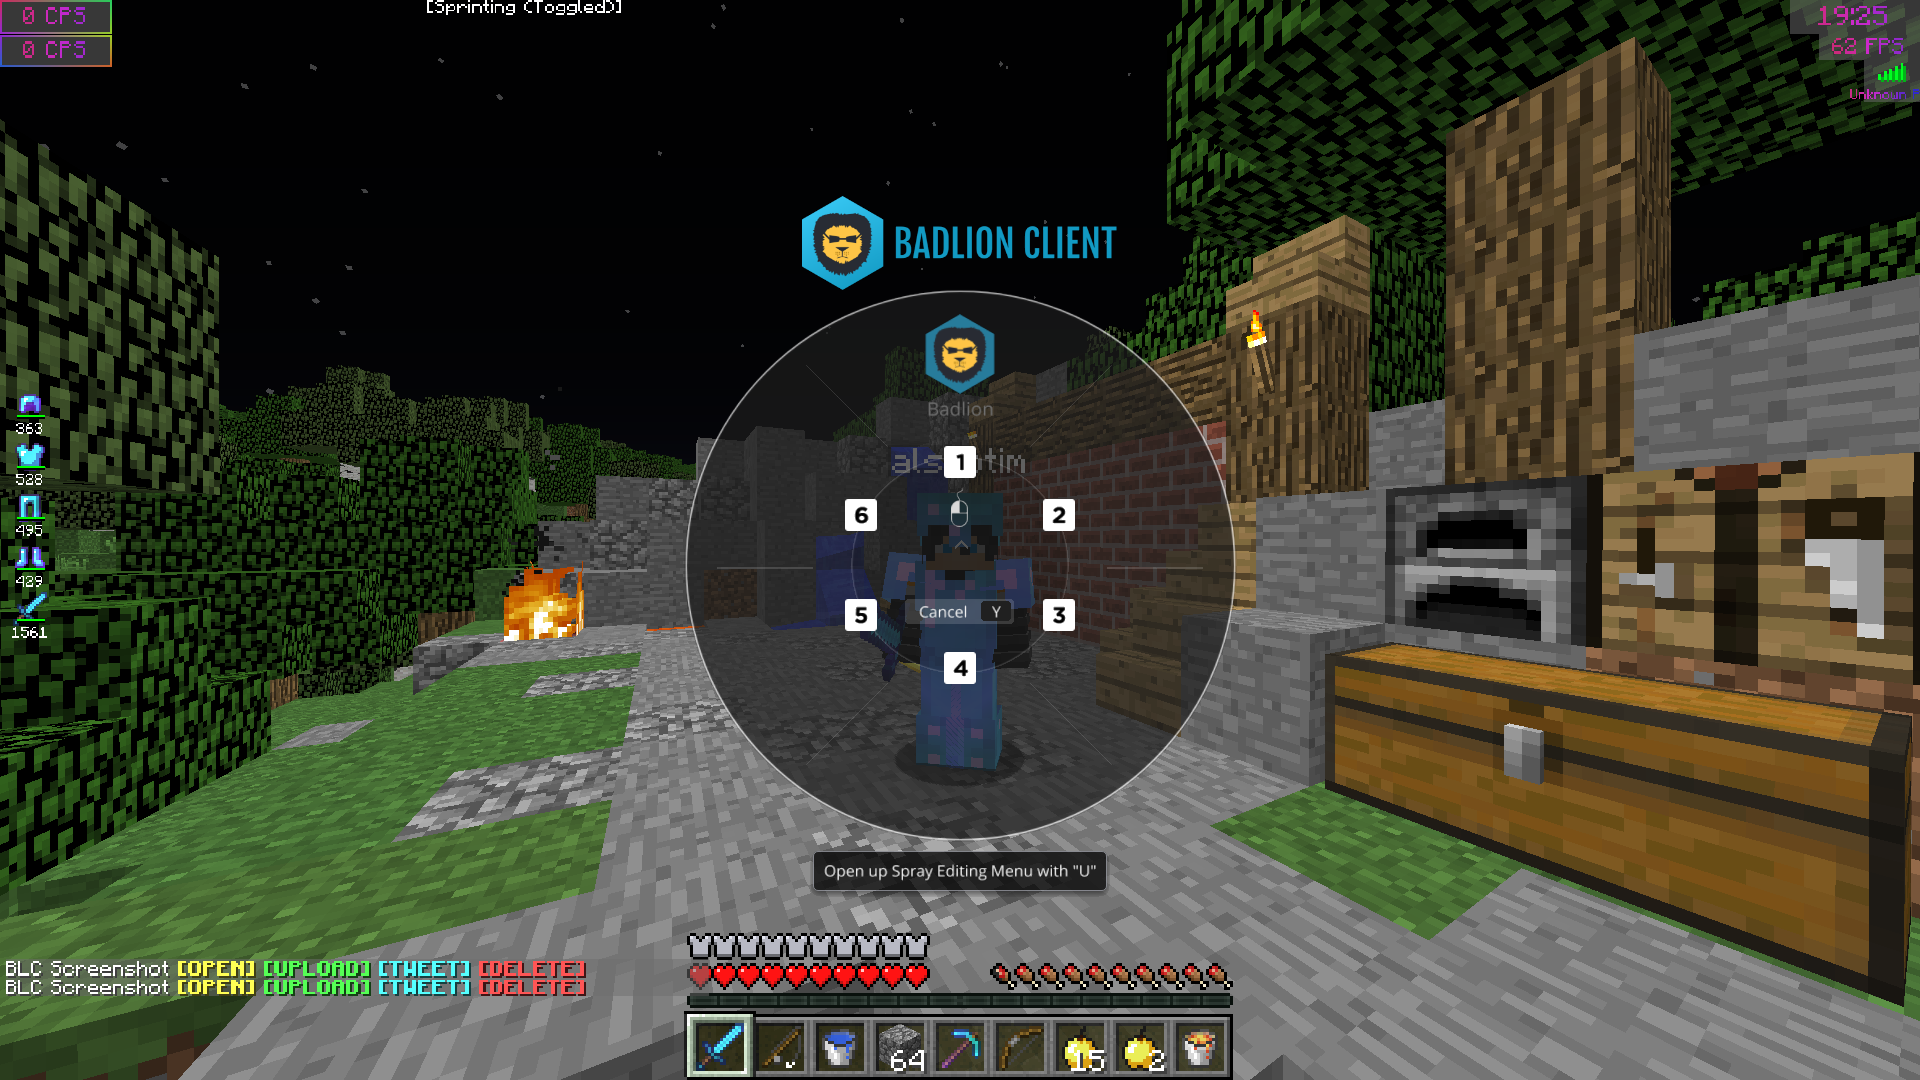 0 CPS
0 CPS
[Sprinting (Toggled)]
19:25
62 FPS
Unknown
BADLION CLIENT
Badlion
1
6
2
5
Cancel Y
3
4
363
528
495
429
1561
Open up Spray Editing Menu with "U"
BLC Screenshot [OPEN] [UPLOAD] [TWEET] [DELETE]
BLC Screenshot [OPEN] [UPLOAD] [TWEET] [DELETE]
64
15
2